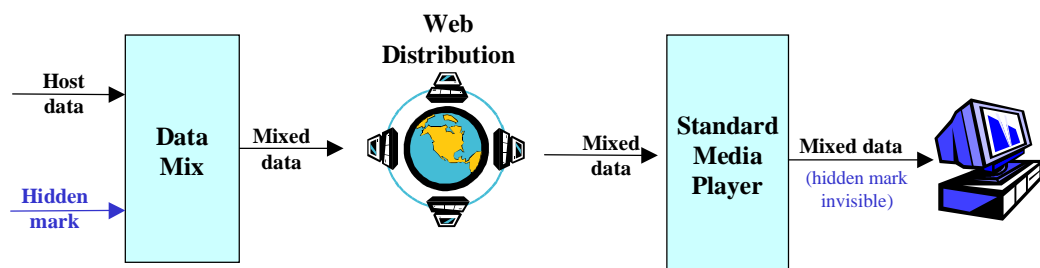 Host
data
Hidden
mark
Data
Mix
Mixed
data
Web
Distribution
Mixed
data
Standard
Media
Player
Mixed data
(hidden mark
invisible)